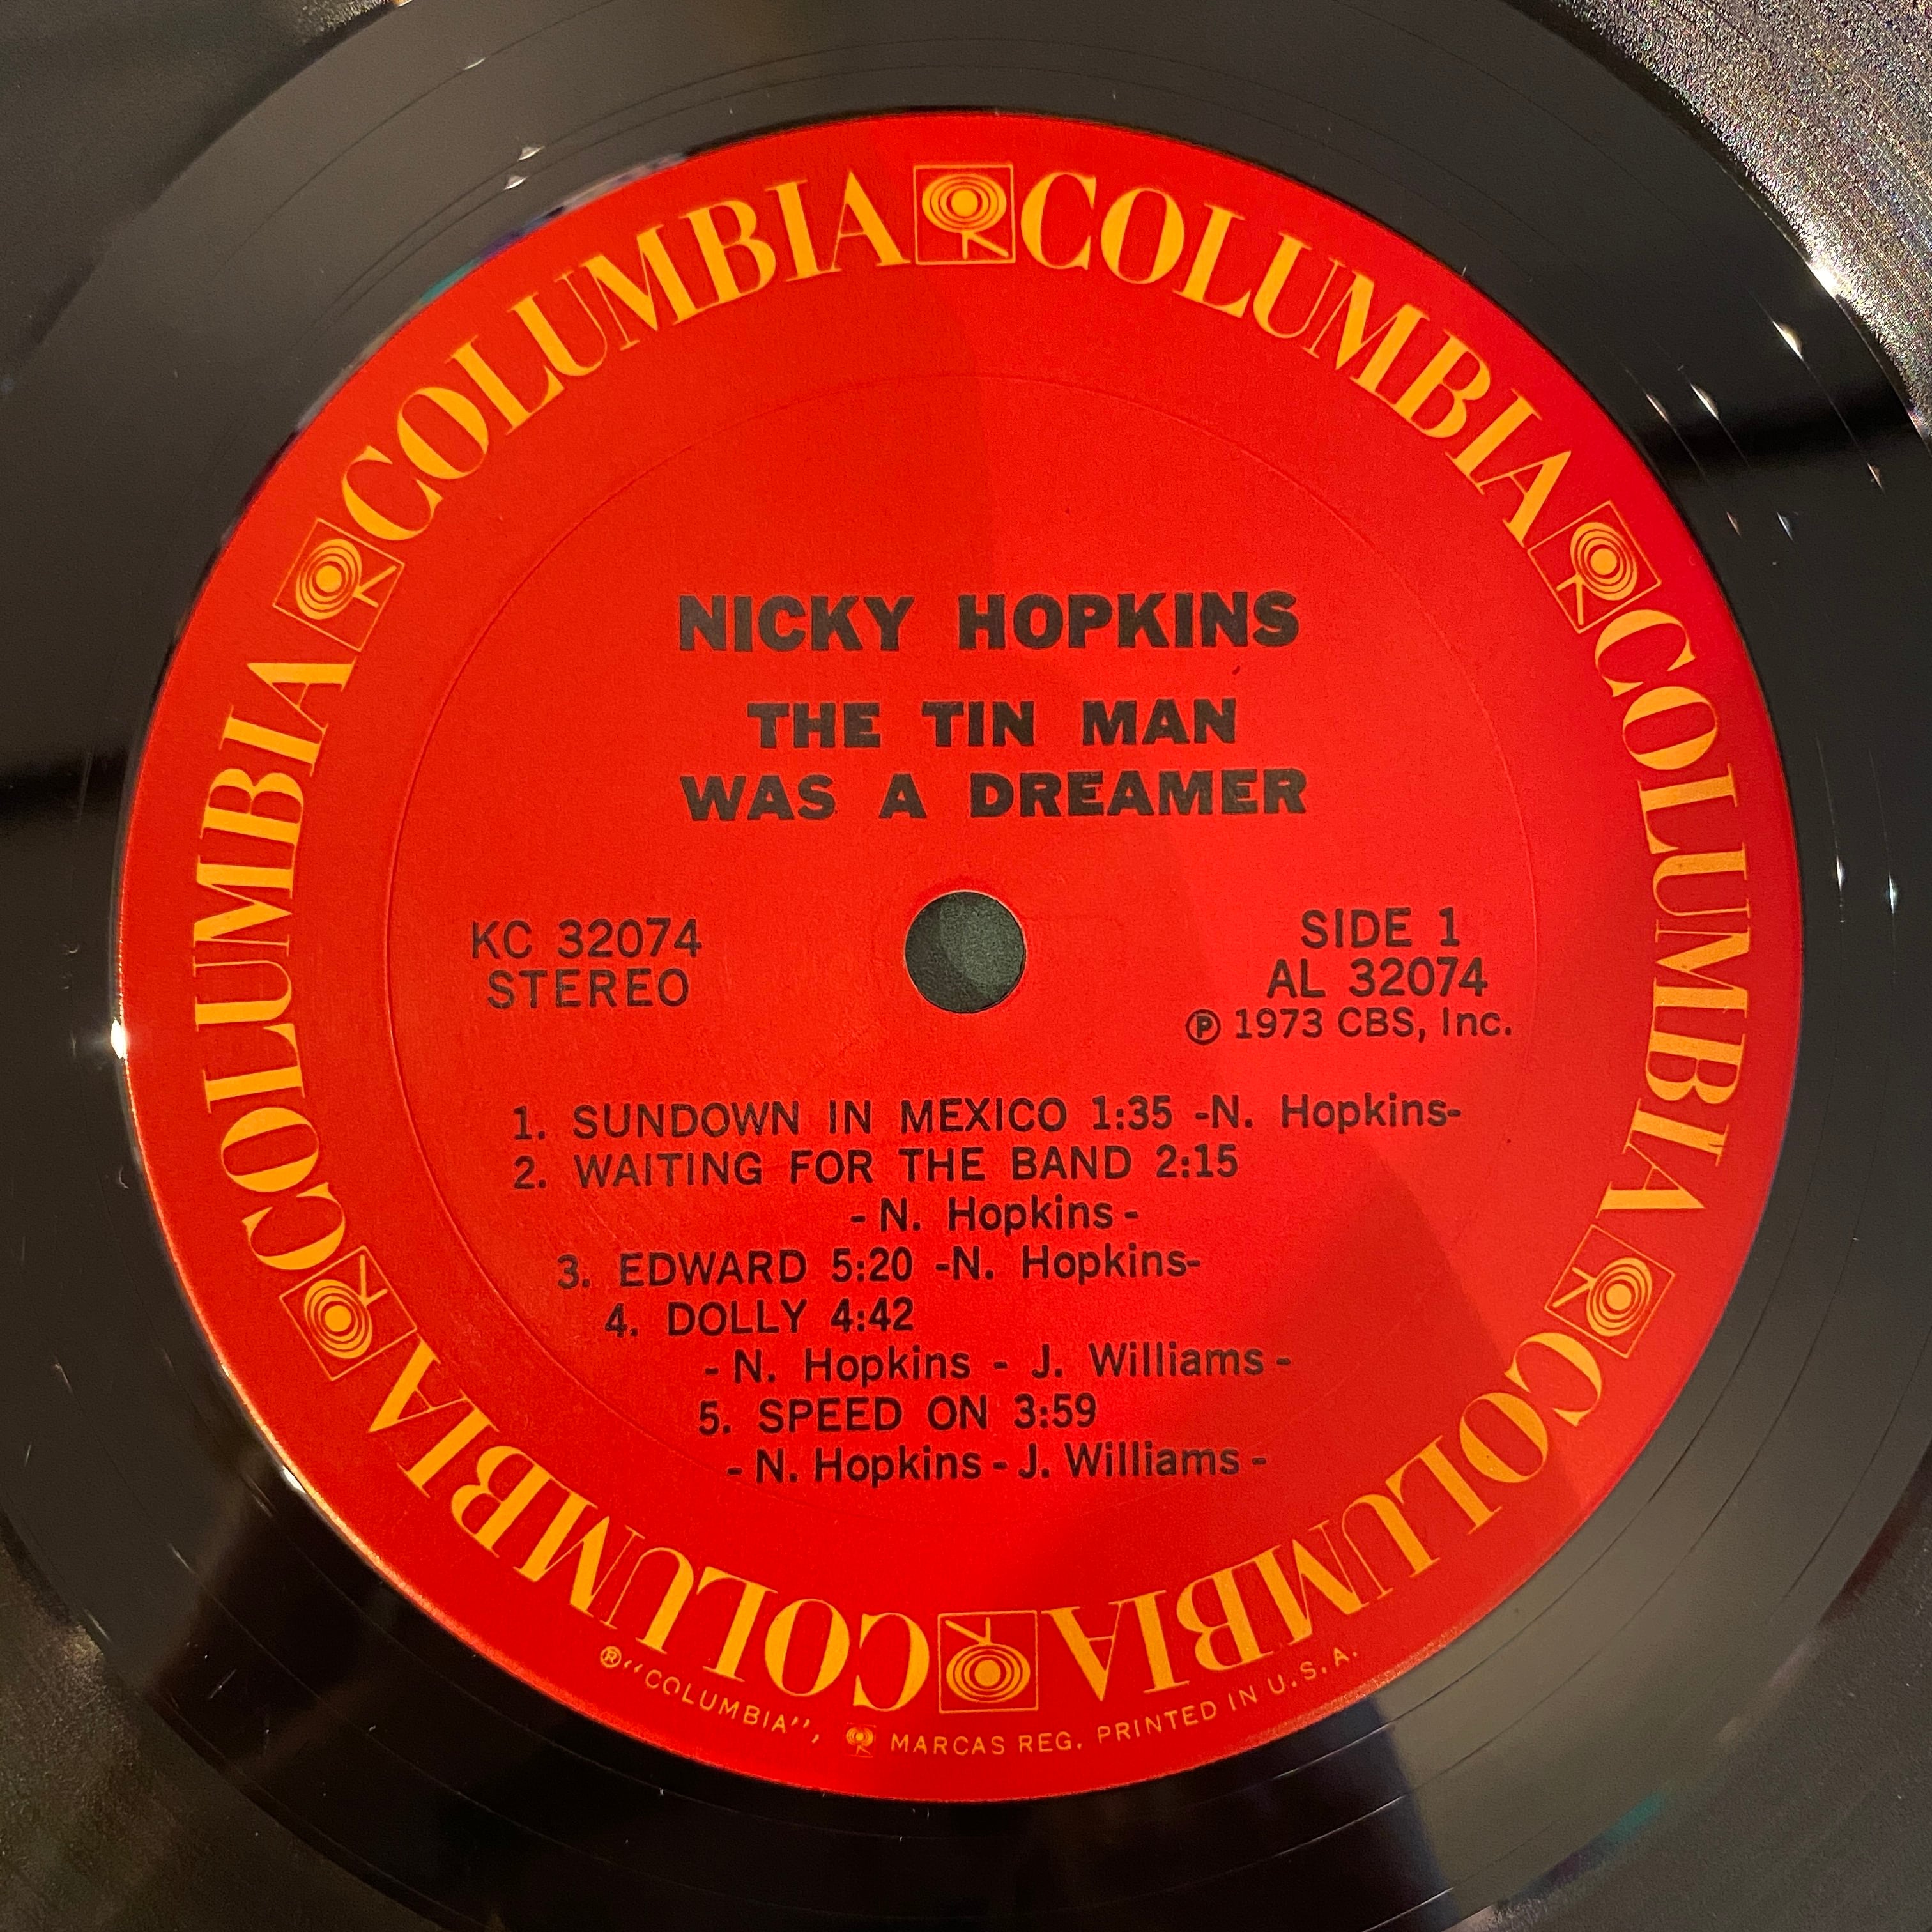 COLUMBIA COLUMBIA COLUMBIA COLUMBIA COLUMBIA COLUMBIA
NICKY HOPKINS
THE TIN MAN
WAS A DREAMER
KC 32074
STEREO
SIDE 1
AL 32074
℗ 1973 CBS, Inc.
1. SUNDOWN IN MEXICO 1:35 -N. Hopkins-
2. WAITING FOR THE BAND 2:15
- N. Hopkins -
3. EDWARD 5:20 -N. Hopkins-
4. DOLLY 4:42
- N. Hopkins - J. Williams -
5. SPEED ON 3:59
- N. Hopkins - J. Williams -
®"COLUMBIA", MARCAS REG. PRINTED IN U.S.A.